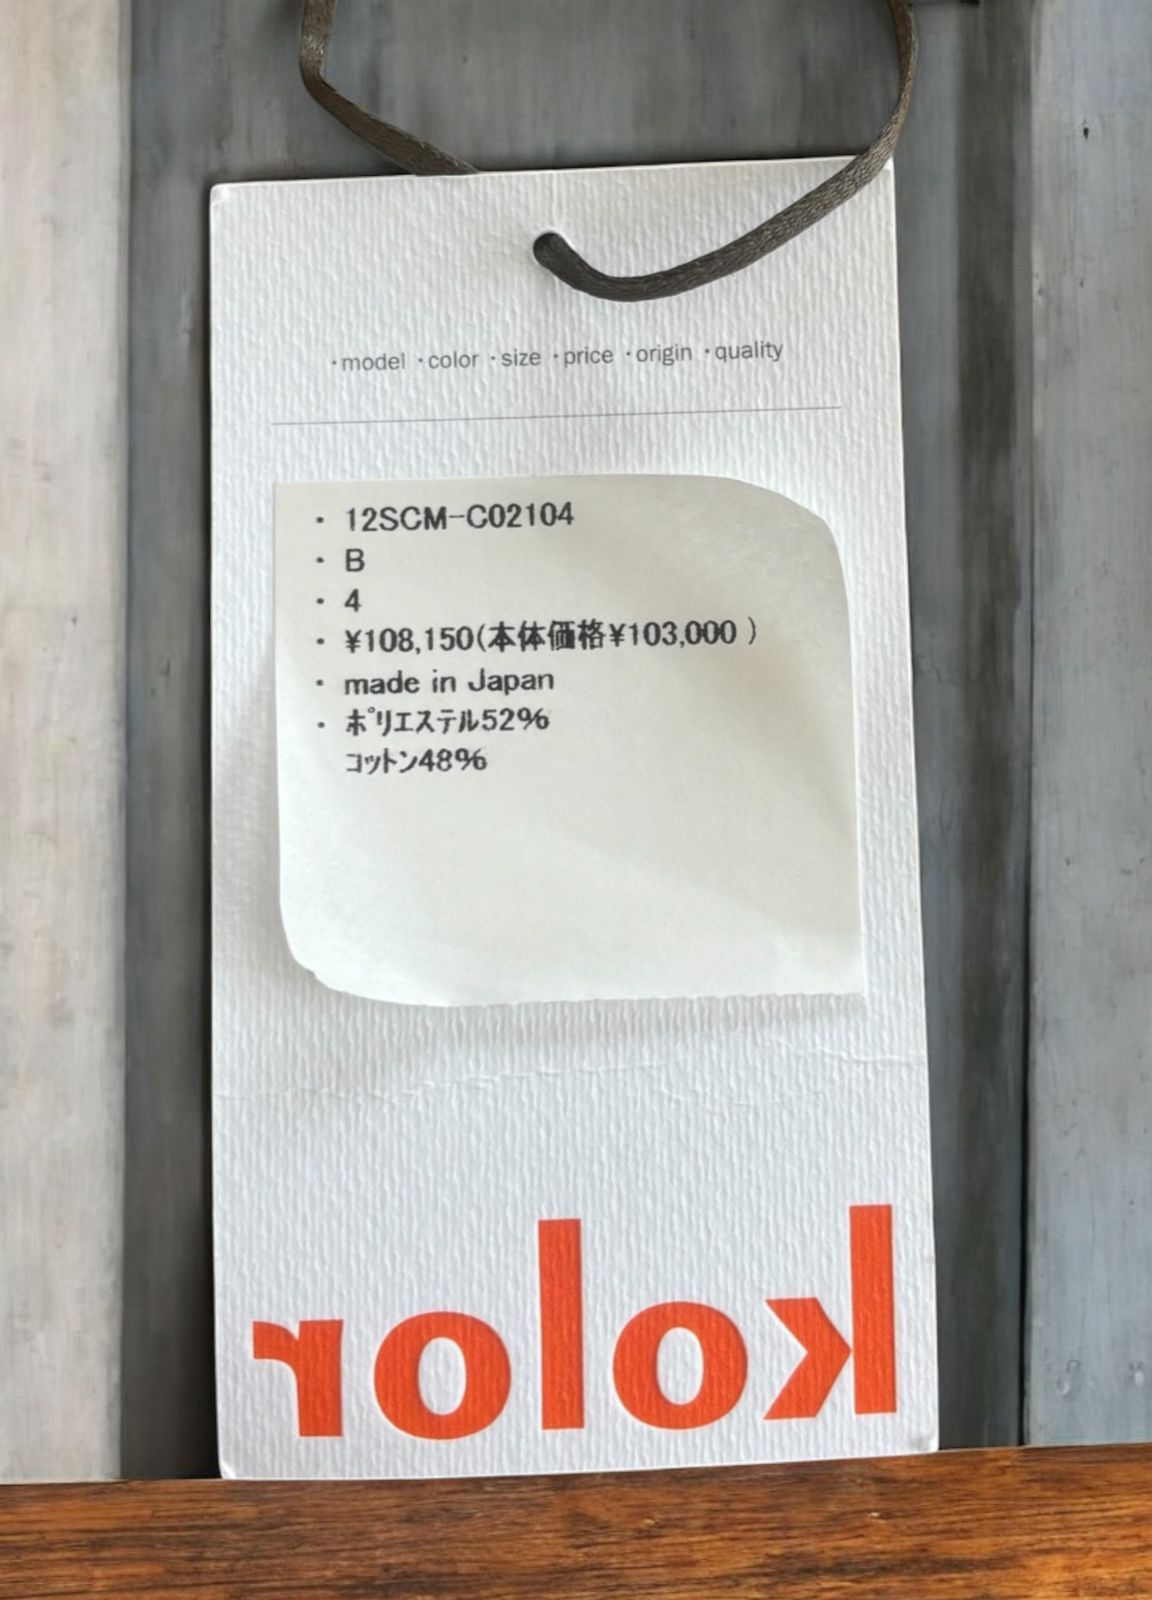 ·model ·color ·size ·price ·origin ·quality
· 12SCM-C02104
· B
· 4
· ¥108,150(本体価格¥103,000 )
· made in Japan
· ﾎﾟﾘｴｽﾃﾙ52%
ｺｯﾄﾝ48%
kolor